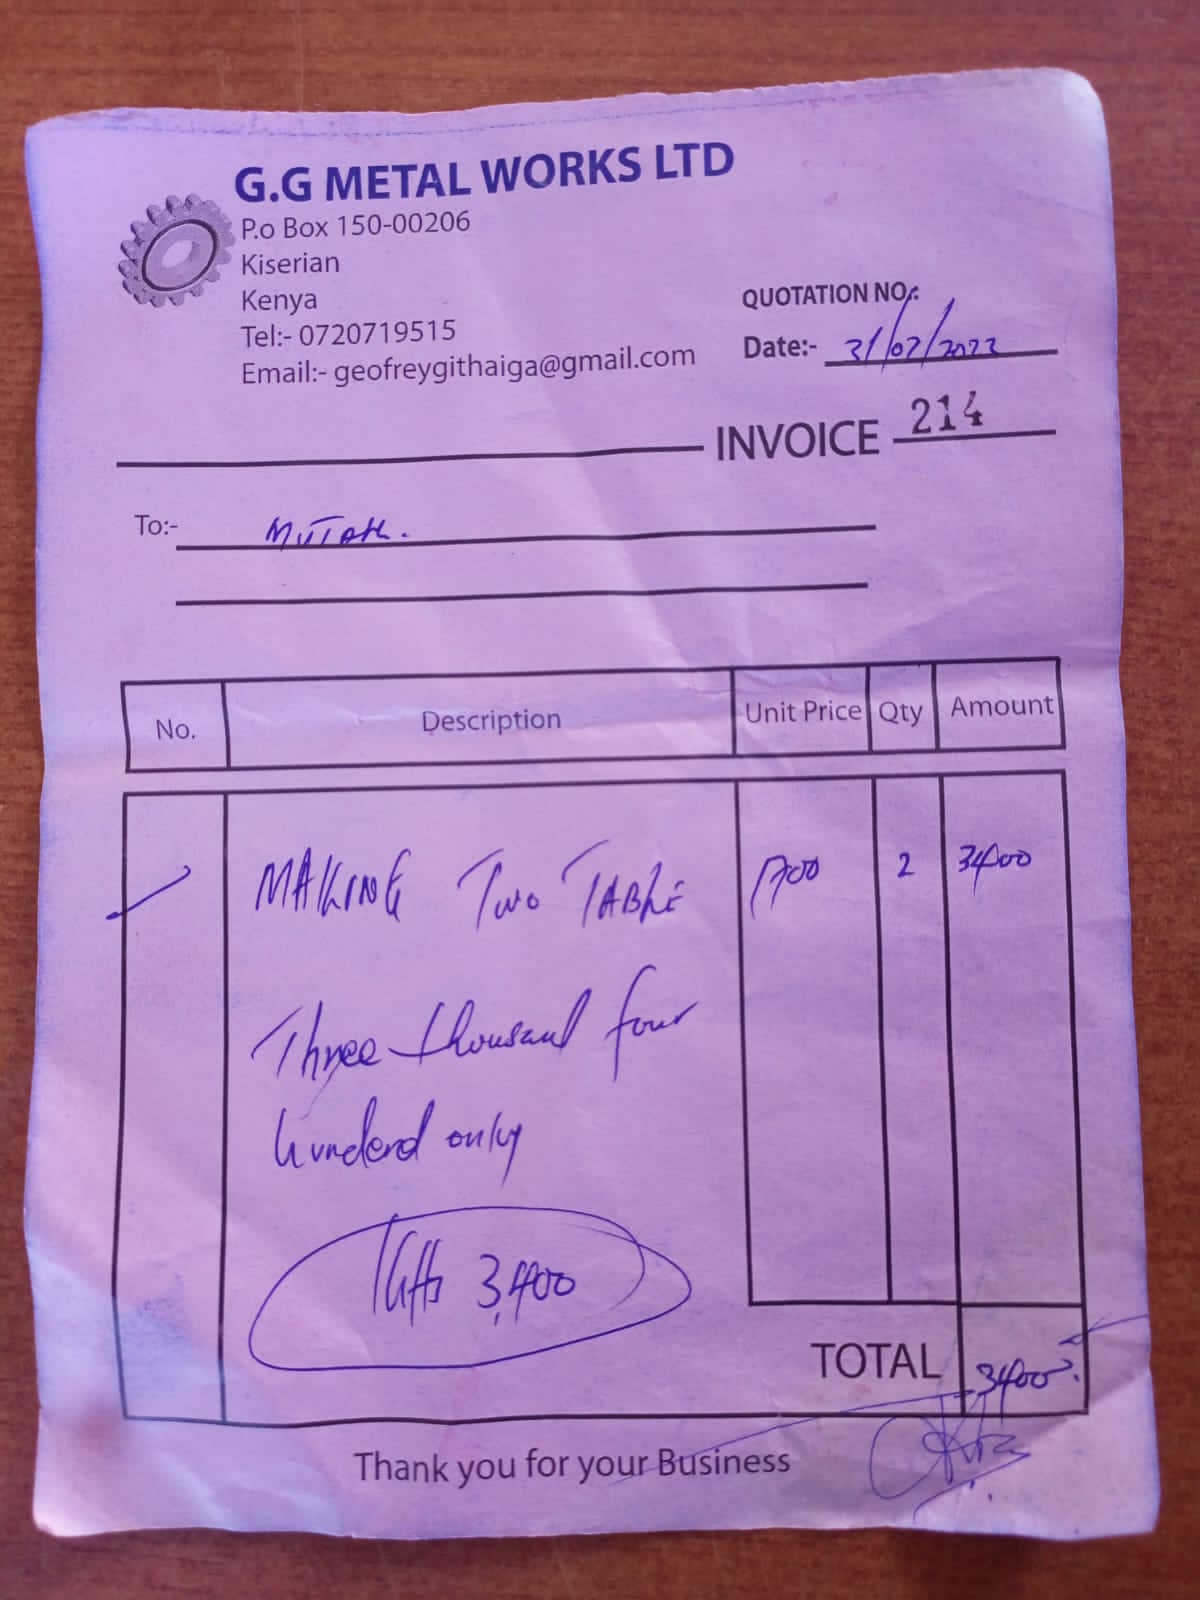 G.G METAL WORKS LTD
P.o Box 150-00206
Kiserian
Kenya
Tel:- 0720719515
Email:- geofreygithaiga@gmail.com
QUOTATION NO.:
Date:- 31/07/2022
INVOICE 214
To:-
No. Description Unit Price Qty Amount
MAKING TWO TABLE 1700 2 3400
Three thousand four
hunderd only
3,400
TOTAL 3400
Thank you for your Business